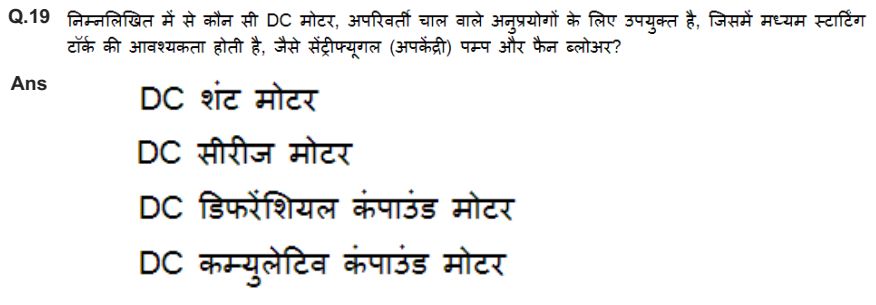 Q.19 निम्नलिखित में से कौन सी DC मोटर, अपरिवर्ती चाल वाले अनुप्रयोगों के लिए उपयुक्त है, जिसमें मध्यम स्टार्टिंग
टॉर्क की आवश्यकता होती है, जैसे सेंट्रीफ्यूगल (अपकेंद्री) पम्प और फैन ब्लोअर?
Ans
DC शंट मोटर
DC सीरीज मोटर
DC डिफरेंशियल कंपाउंड मोटर
DC कम्युलेटिव कंपाउंड मोटर